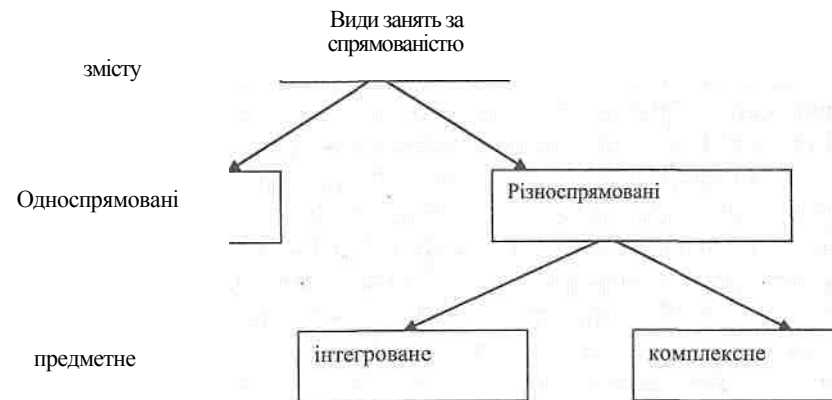 Види занять за
спрямованістю
змісту
Односпрямовані
Різноспрямовані
предметне
інтегроване
комплексне